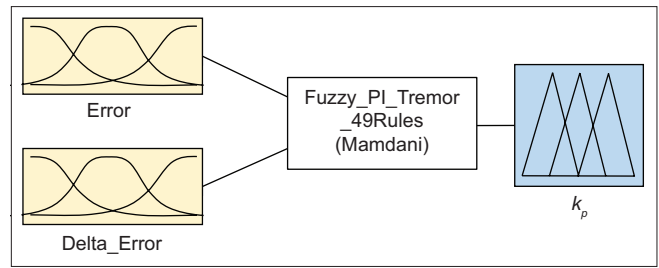 Error
Fuzzy_PI_Tremor
_49Rules
(Mamdani)
Delta_Error
kₚ